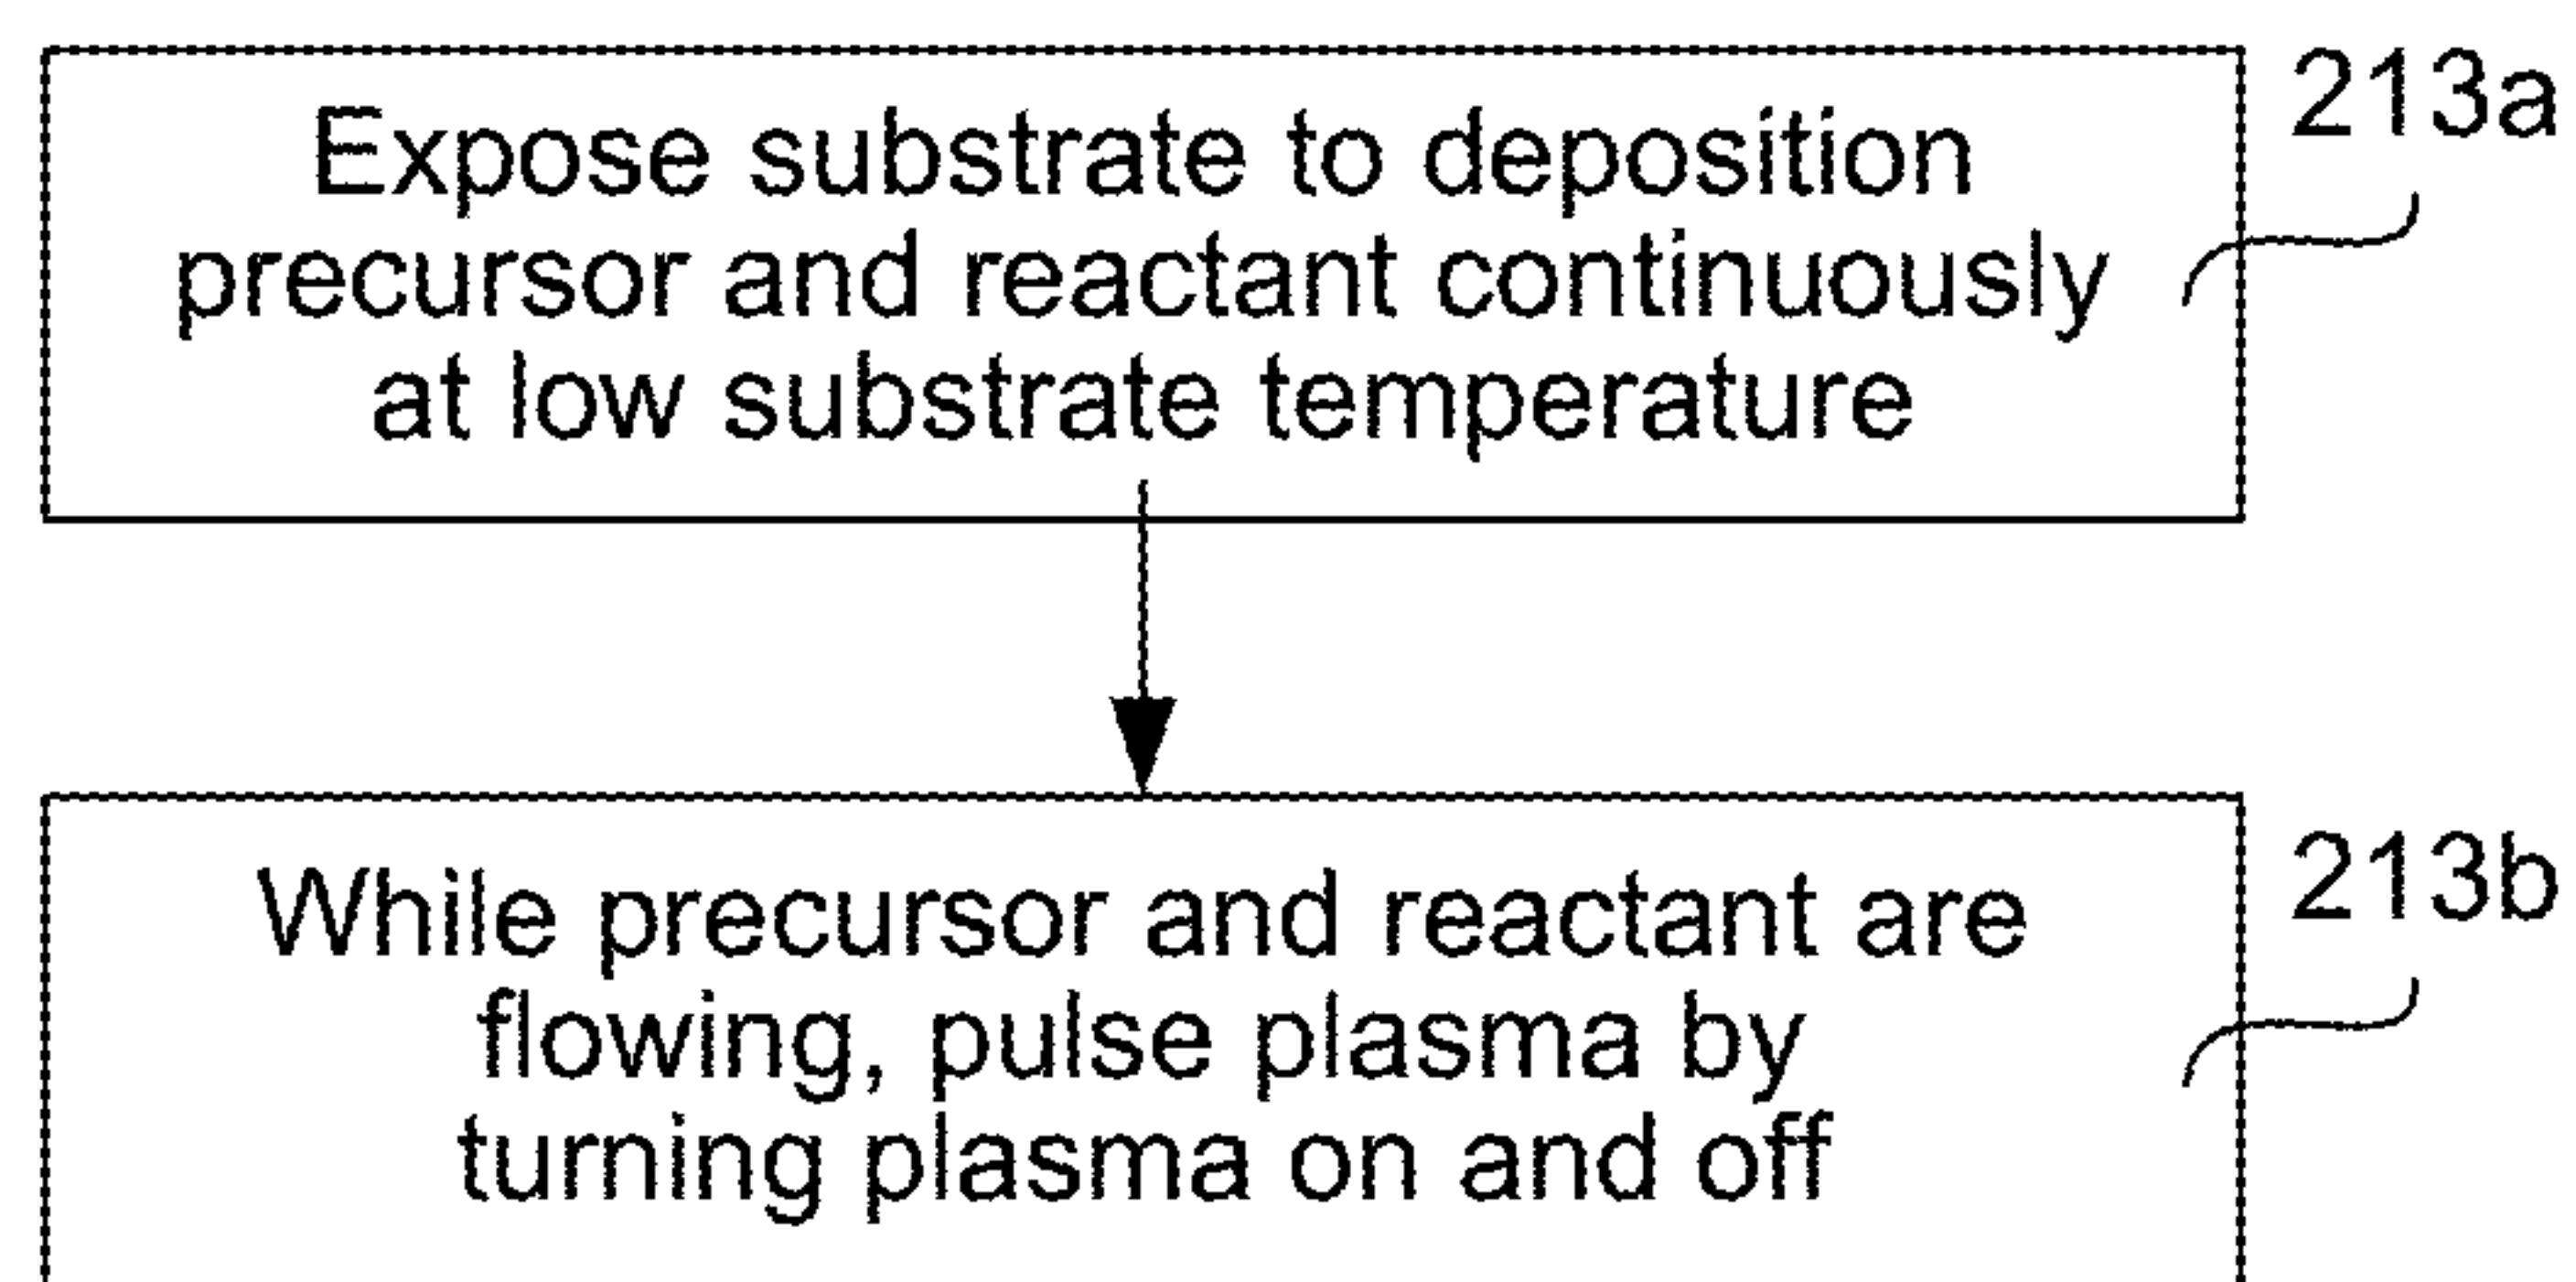 213a
Expose substrate to deposition
precursor and reactant continuously
at low substrate temperature
213b
While precursor and reactant are
flowing, pulse plasma by
turning plasma on and off